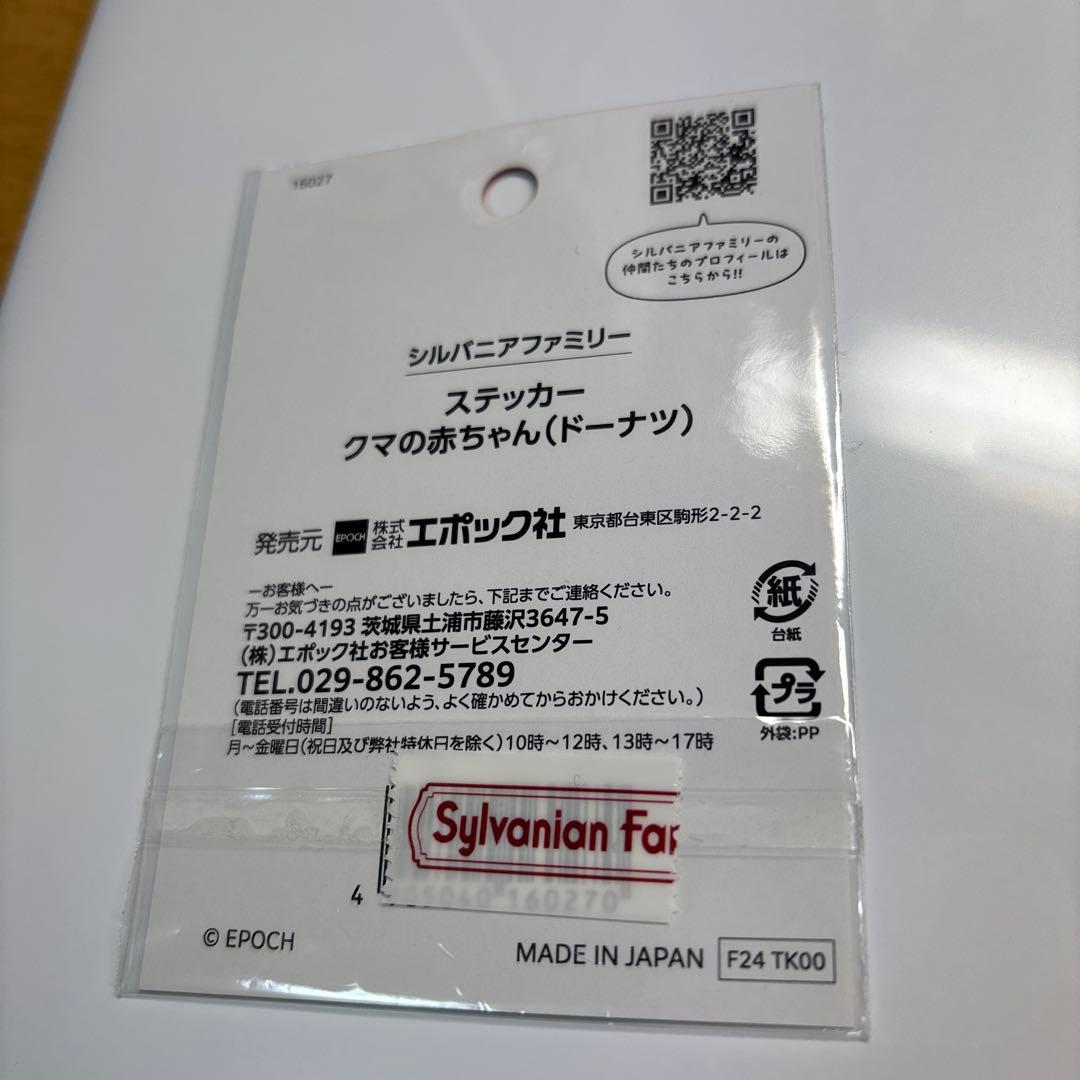 16027
シルバニアファミリーの
仲間たちのプロフィールは
こちらから!!
シルバニアファミリー
ステッカー
クマの赤ちゃん(ドーナツ)
発売元 EPOCH 株式会社 エポック社 東京都台東区駒形2-2-2
ーお客様へー
万一お気づきの点がございましたら、下記までご連絡ください。
〒300-4193 茨城県土浦市藤沢3647-5
(株)エポック社お客様サービスセンター
TEL.029-862-5789
(電話番号は間違いのないよう、よく確かめてからおかけください。)
[電話受付時間]
月〜金曜日(祝日及び弊社特休日を除く)10時〜12時、13時〜17時
紙
台紙
プラ
外袋:PP
Sylvanian Fa
4 160270
© EPOCH
MADE IN JAPAN
F24 TK00